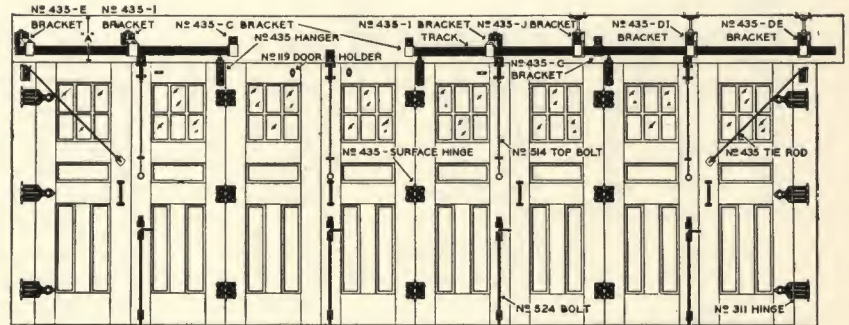 Nº 435-E BRACKET
Nº 435-I BRACKET
Nº 435-C BRACKET
Nº 435 HANGER
Nº 119 DOOR HOLDER
Nº 435-I BRACKET
TRACK
Nº 435-J BRACKET
Nº 435-C BRACKET
Nº 435-DI BRACKET
Nº 435-DE BRACKET
Nº 435-SURFACE HINGE
Nº 514 TOP BOLT
Nº 435 TIE ROD
Nº 524 BOLT
Nº 311 HINGE